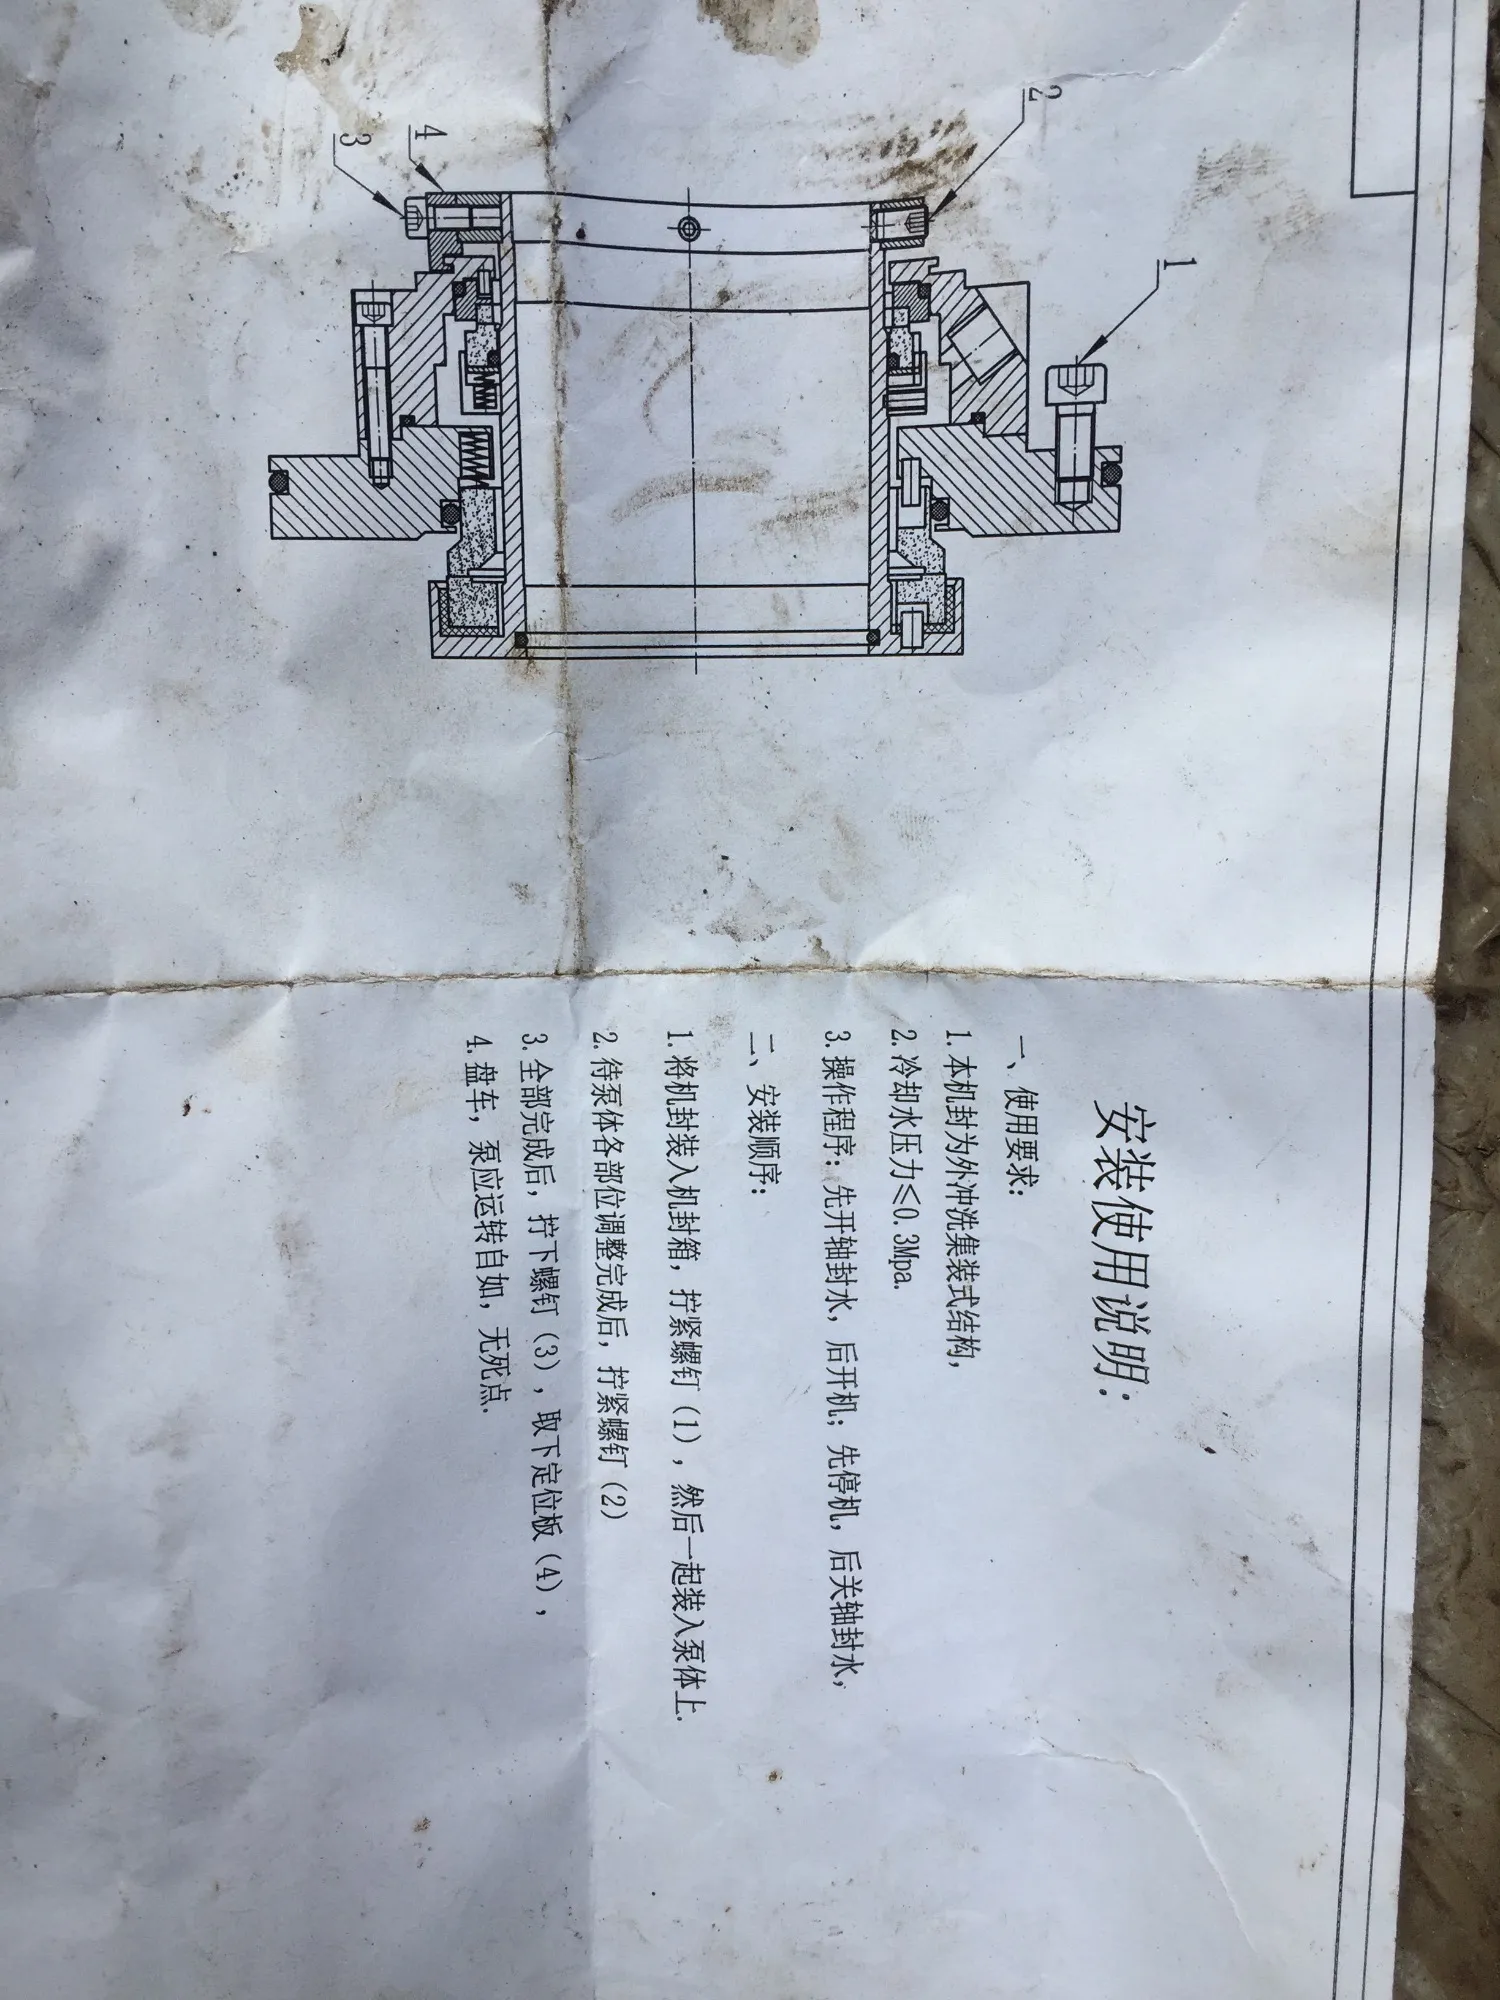 1
2
4
3
安装使用说明：
一、使用要求：
1.本机封为外冲洗集装式结构，
2.冷却水压力≤0.3Mpa.
3.操作程序：先开轴封水，后开机；先停机，后关轴封水，
二、安装顺序：
1.将机封装入机封箱，拧紧螺钉(1)，然后一起装入泵体上.
2.待泵体各部位调整完成后，拧紧螺钉(2)
3.全部完成后，拧下螺钉(3)，取下定位板(4)，
4.盘车，泵应运转自如，无死点.